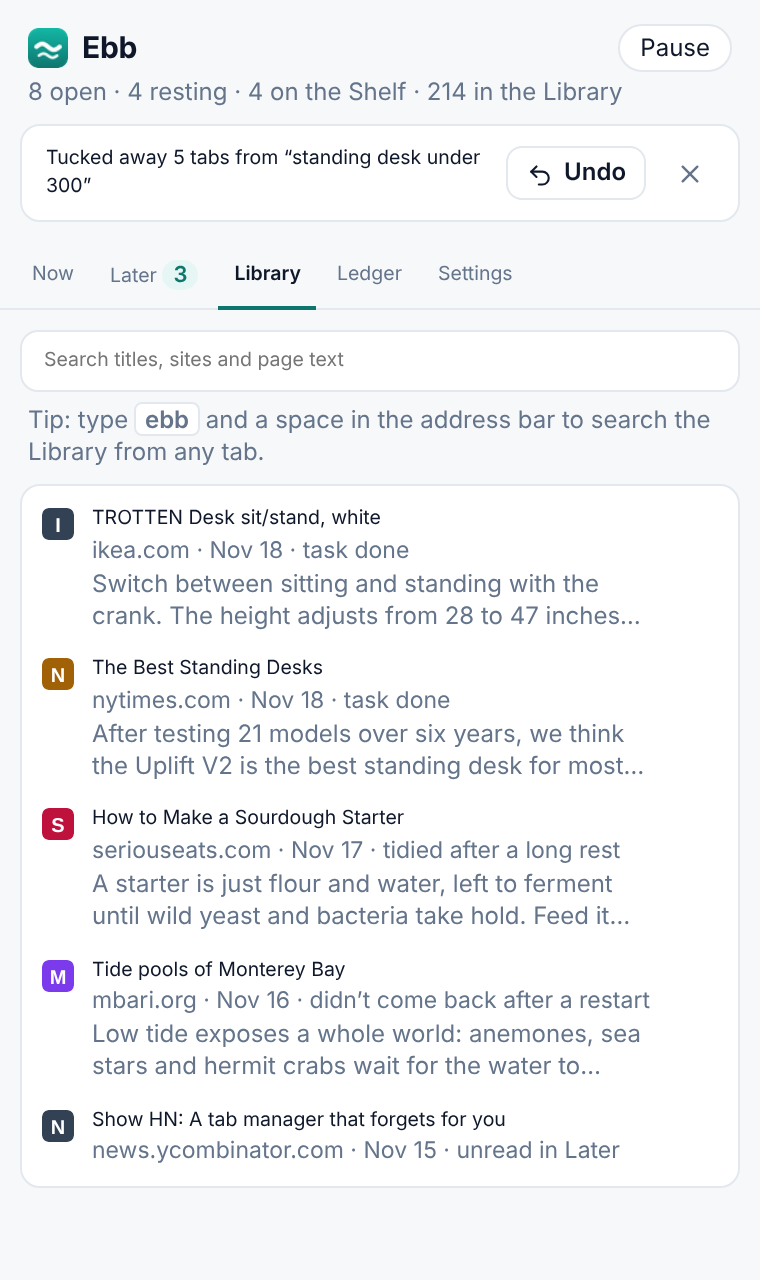 Ebb
Pause
8 open · 4 resting · 4 on the Shelf · 214 in the Library
Tucked away 5 tabs from “standing desk under
300”
Undo
Now
Later 3
Library
Ledger
Settings
Search titles, sites and page text
Tip: type ebb and a space in the address bar to search the
Library from any tab.
I
TROTTEN Desk sit/stand, white
ikea.com · Nov 18 · task done
Switch between sitting and standing with the
crank. The height adjusts from 28 to 47 inches…
N
The Best Standing Desks
nytimes.com · Nov 18 · task done
After testing 21 models over six years, we think
the Uplift V2 is the best standing desk for most…
S
How to Make a Sourdough Starter
seriouseats.com · Nov 17 · tidied after a long rest
A starter is just flour and water, left to ferment
until wild yeast and bacteria take hold. Feed it…
M
Tide pools of Monterey Bay
mbari.org · Nov 16 · didn’t come back after a restart
Low tide exposes a whole world: anemones, sea
stars and hermit crabs wait for the water to…
N
Show HN: A tab manager that forgets for you
news.ycombinator.com · Nov 15 · unread in Later